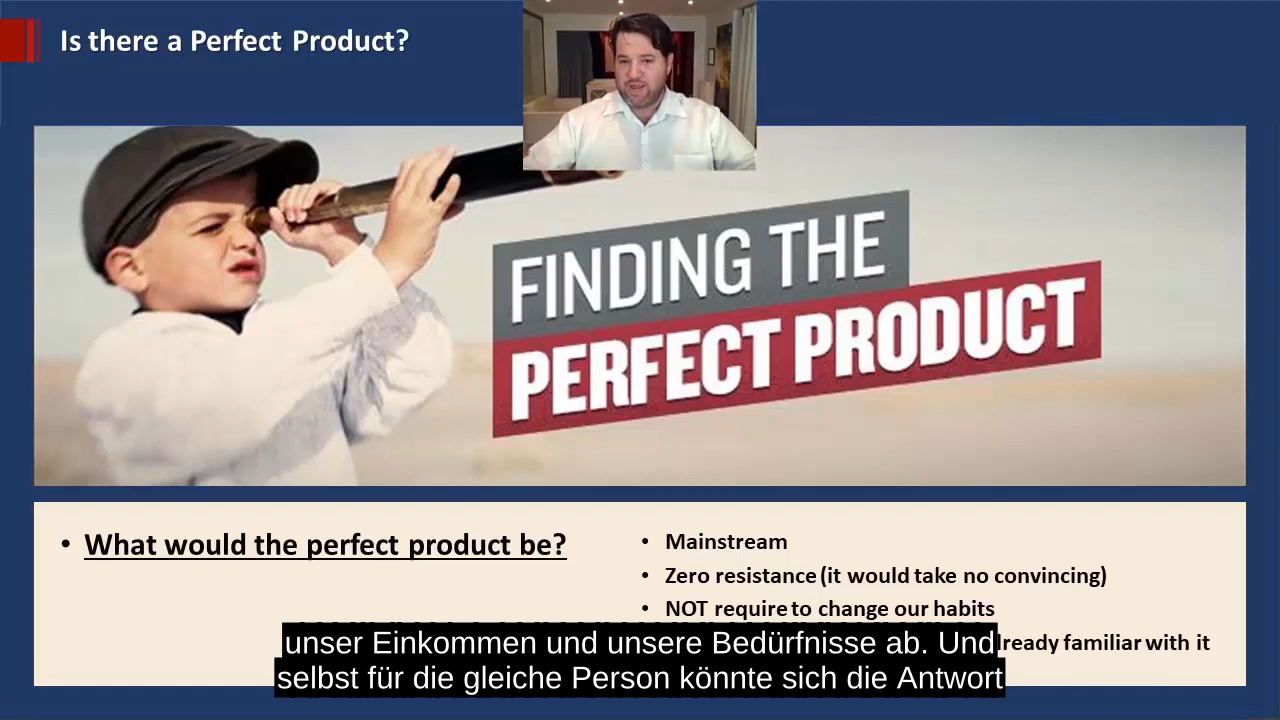 Is there a Perfect Product?
FINDING THE
PERFECT PRODUCT
• What would the perfect product be?
• Mainstream
• Zero resistance (it would take no convincing)
• NOT require to change our habits
familiar with it
unser Einkommen und unsere Bedürfnisse ab. Und
selbst für die gleiche Person könnte sich die Antwort